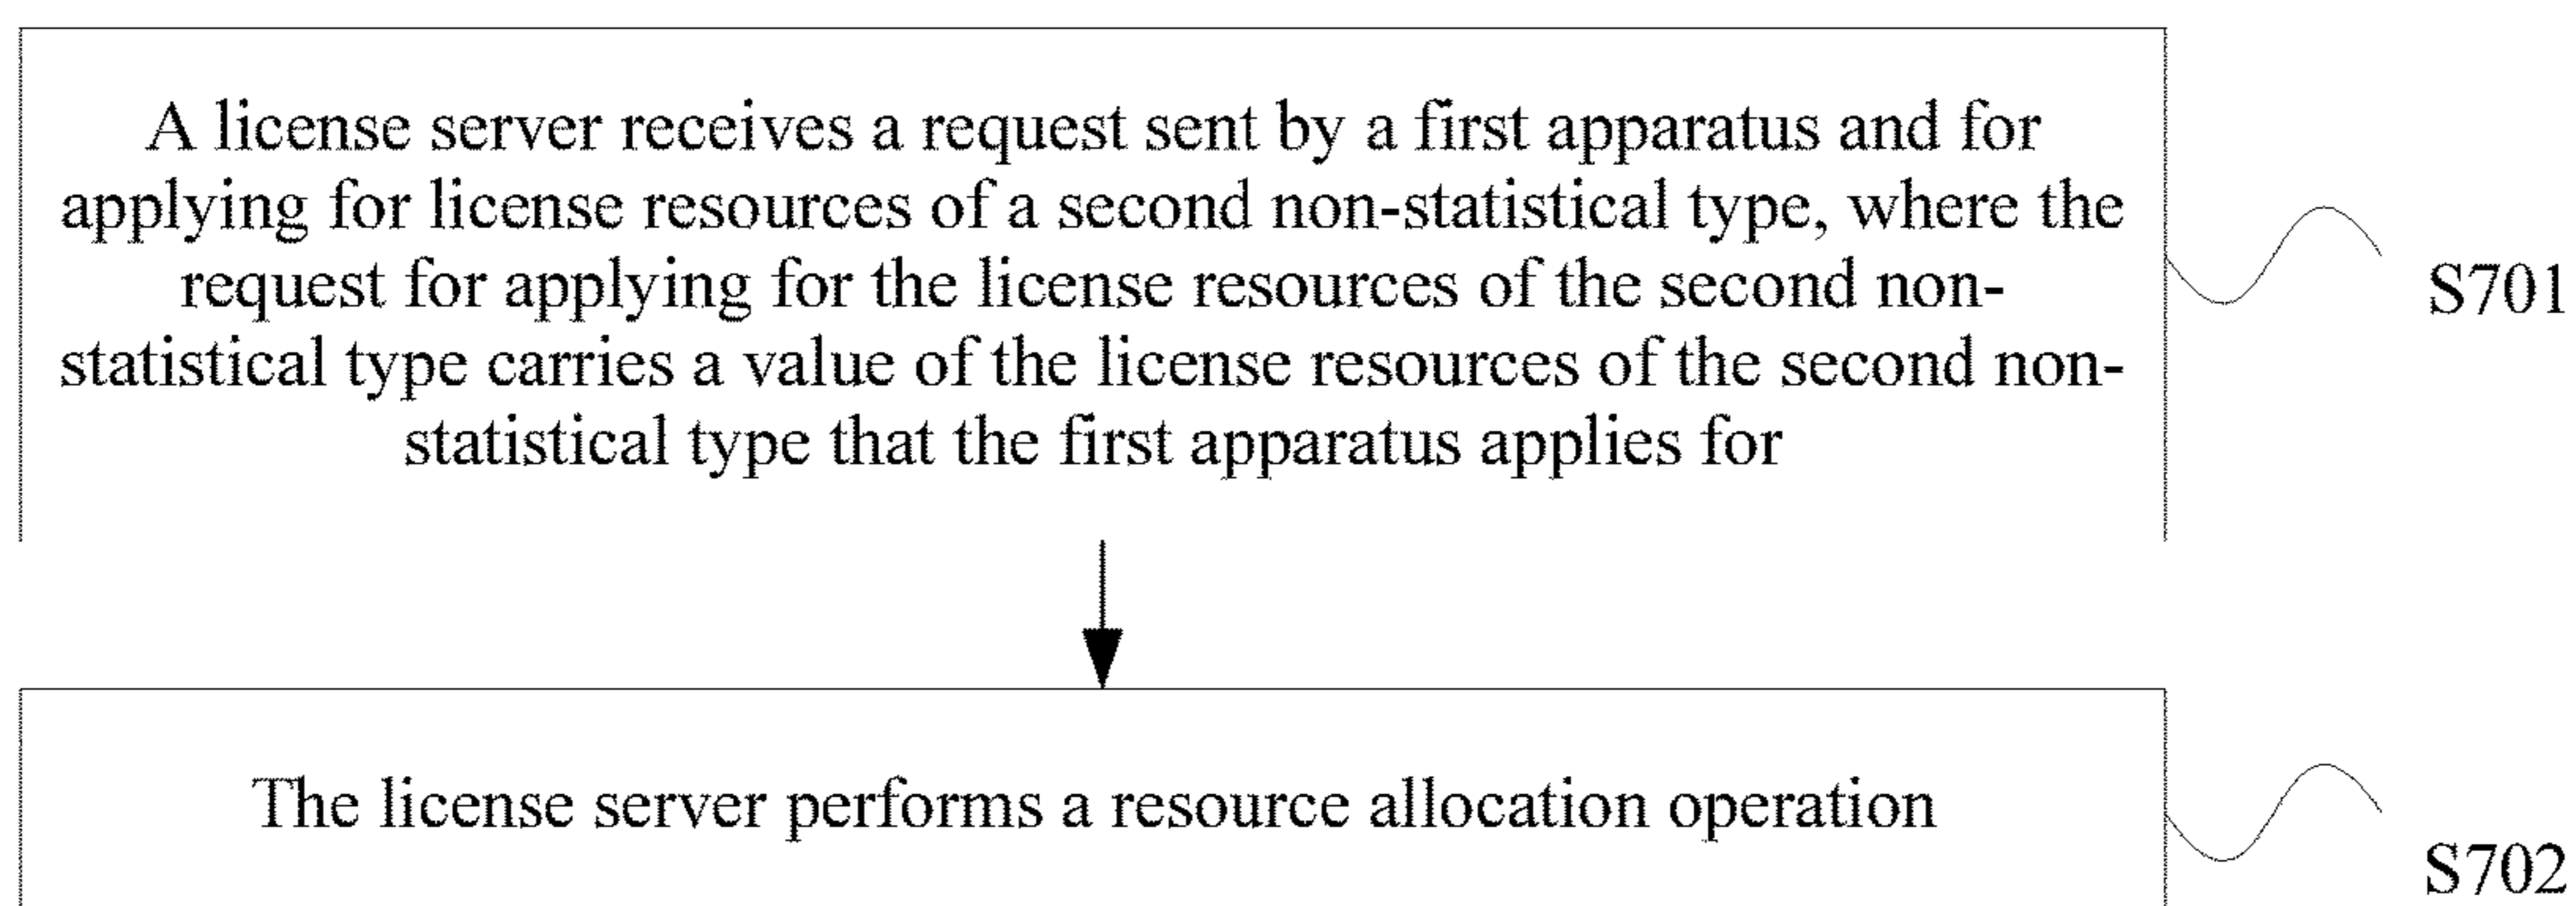 A license server receives a request sent by a first apparatus and for
applying for license resources of a second non-statistical type, where the
request for applying for the license resources of the second non-
statistical type carries a value of the license resources of the second non-
statistical type that the first apparatus applies for
S701
The license server performs a resource allocation operation
S702